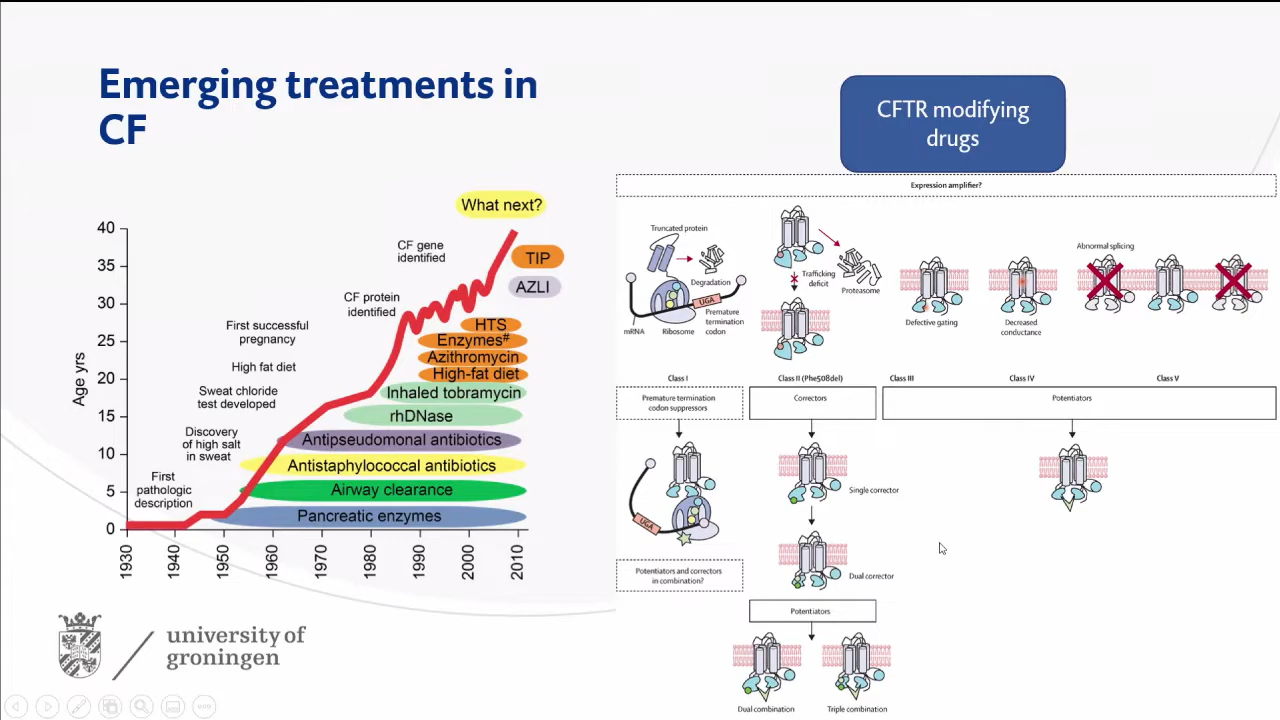 Emerging treatments in
CF
CFTR modifying
drugs
What next?
40
35
30
25
20
15
10
5
0
Age yrs
1930
1940
1950
1960
1970
1980
1990
2000
2010
CF gene
identified
CF protein
identified
First successful
pregnancy
High fat diet
Sweat chloride
test developed
Discovery
of high salt
in sweat
First
pathologic
description
TIP
AZLI
HTS
Enzymes#
Azithromycin
High-fat diet
Inhaled tobramycin
rhDNase
Antipseudomonal antibiotics
Antistaphylococcal antibiotics
Airway clearance
Pancreatic enzymes
Expression amplifier?
Truncated protein
Degradation
UGA
mRNA
Ribosome
Premature
termination
codon
Trafficking
deficit
Proteasome
Defective gating
Decreased
conductance
Abnormal splicing
Class I
Class II (Phe508del)
Class III
Class IV
Class V
Premature termination
codon suppressors
Correctors
Potentiators
UGA
Single corrector
Dual corrector
Potentiators and correctors
in combination?
Potentiators
Dual combination
Triple combination
university of
groningen